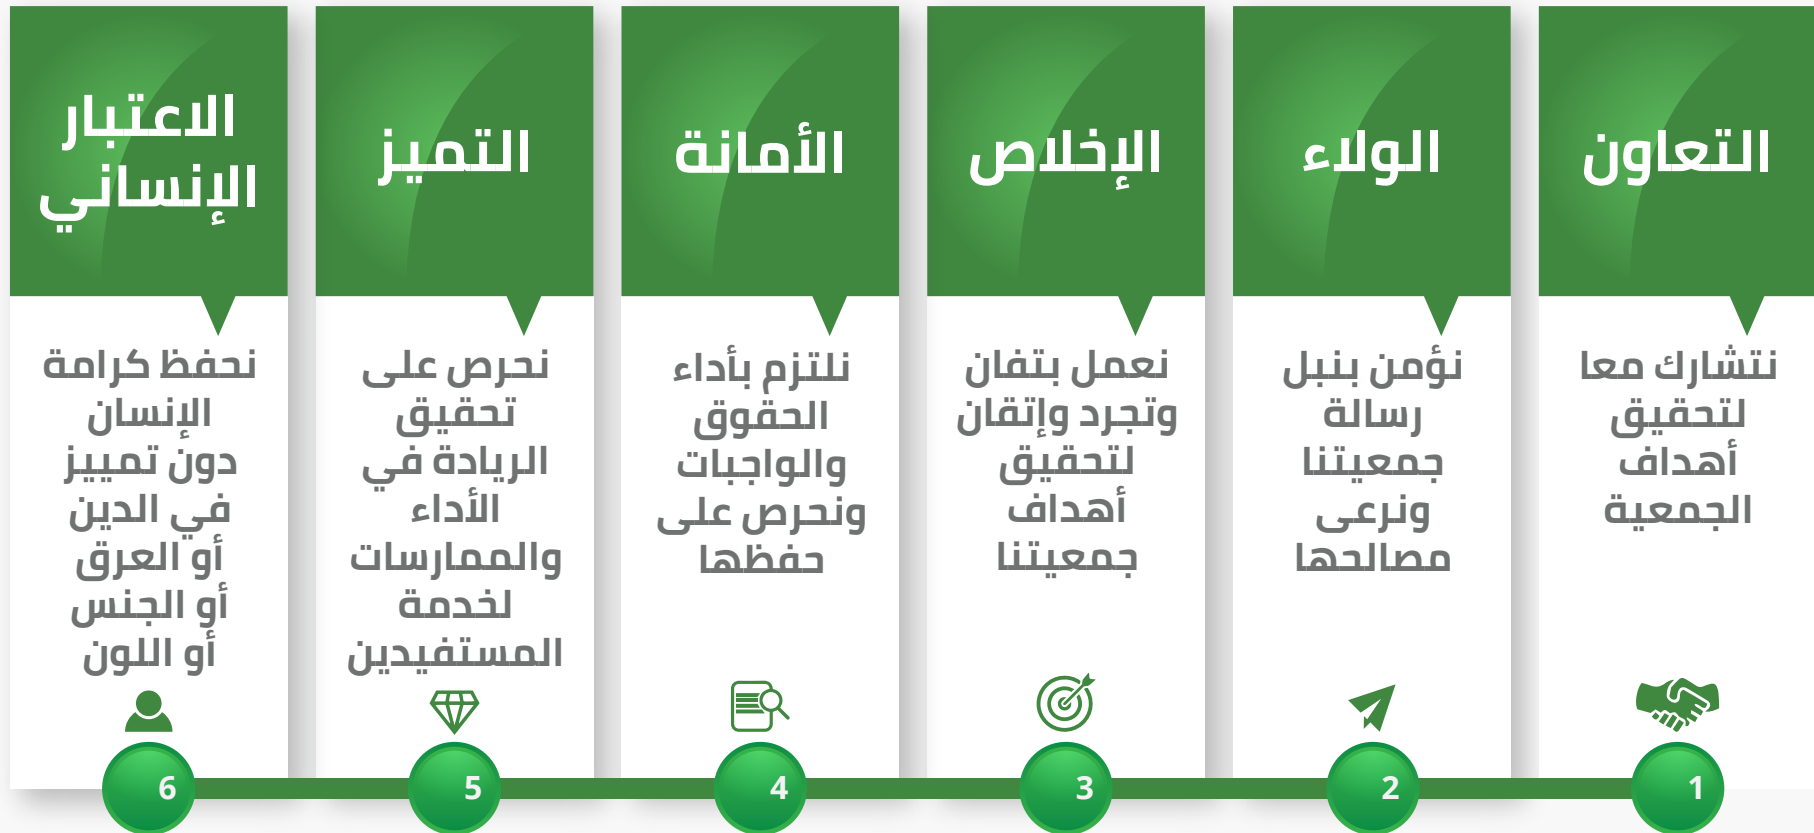 التعاون
نتشارك معا
لتحقيق
أهداف
الجمعية
1
الولاء
نؤمن بنبل
رسالة
جمعيتنا
ونرعى
مصالحها
2
الإخلاص
نعمل بتفان
وتجرد وإتقان
لتحقيق
أهداف
جمعيتنا
3
الأمانة
نلتزم بأداء
الحقوق
والواجبات
ونحرص على
حفظها
4
التميز
نحرص على
تحقيق
الريادة في
الأداء
والممارسات
لخدمة
المستفيدين
5
الاعتبار
الإنساني
نحفظ كرامة
الإنسان
دون تمييز
في الدين
أو العرق
أو الجنس
أو اللون
6